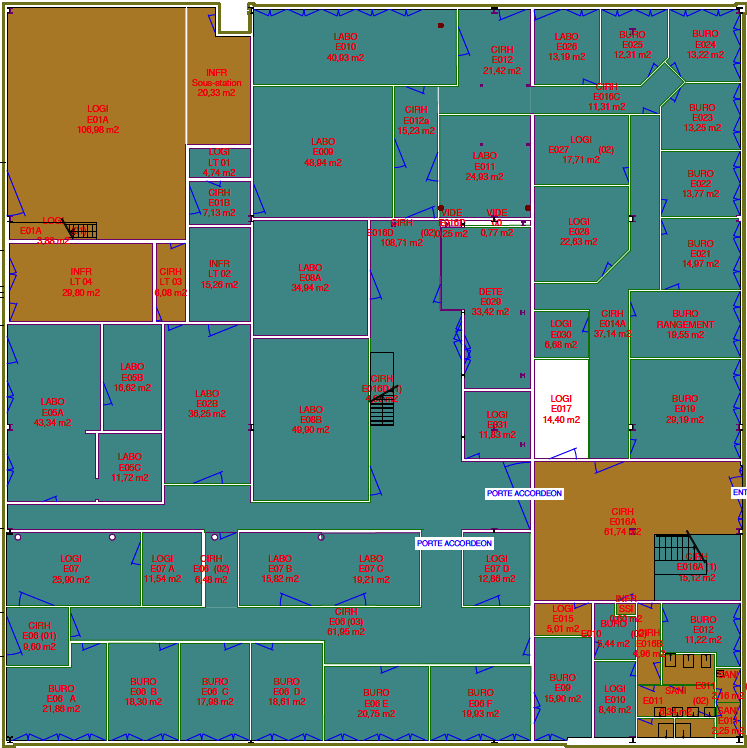 LABO
E010
40,93 m2
CIRH
E012
21,42 m2
LABO
E026
13,19 m2
BURO
E025
12,31 m2
BURO
E024
13,22 m2
INFR
Sous-station
20,33 m2
LOGI
E01A
106,98 m2
CIRH
E012a
15,23 m2
CIRH
E016C
11,31 m2
BURO
E023
13,25 m2
LABO
E009
48,94 m2
LABO
E011
24,93 m2
LOGI
E027 (02)
17,71 m2
LOGI
LT 01
4,74 m2
BURO
E022
13,77 m2
CIRH
E01B
7,13 m2
LOGI
E01A
3,88 m2
CIRH
E016D (02)
108,71 m2
VIDE
0,25 m2
VIDE
0,77 m2
LOGI
E028
22,63 m2
BURO
E021
14,97 m2
INFR
LT 04
29,80 m2
CIRH
LT 03
6,08 m2
INFR
LT 02
15,26 m2
LABO
E08A
34,94 m2
DETE
E029
33,42 m2
LOGI
E030
6,68 m2
CIRH
E014A
37,14 m2
BURO
RANGEMENT
19,55 m2
LABO
E05B
16,62 m2
LABO
E05A
43,34 m2
LABO
E02B
36,25 m2
LABO
E08B
49,90 m2
CIRH
E016D(1)
LOGI
E017
14,40 m2
BURO
E019
29,19 m2
LOGI
E031
11,63 m2
LABO
E05C
11,72 m2
PORTE ACCORDEON
ENT
CIRH
E016A
61,74 m2
PORTE ACCORDEON
LOGI
E07
25,90 m2
LOGI
E07 A
11,54 m2
CIRH
E06 (02)
6,48 m2
LABO
E07 B
15,82 m2
LABO
E07 C
19,21 m2
LOGI
E07 D
12,86 m2
CIRH
E016A(1)
15,12 m2
CIRH
E06 (01)
9,60 m2
CIRH
E06 (03)
61,95 m2
LOGI
E015
5,01 m2
INFR
SSI
BURO
E010
5,44 m2
CIRH
E016B
4,96 m2
BURO
E012
11,22 m2
BURO
E06 A
21,86 m2
BURO
E06 B
18,30 m2
BURO
E06 C
17,96 m2
BURO
E06 D
18,61 m2
BURO
E06 E
20,75 m2
BURO
E06 F
19,93 m2
BURO
E09
15,90 m2
LOGI
E010
8,46 m2
SANI
E011 (02)
SANI
E011
2,16 m2
SANI
2,25 m2